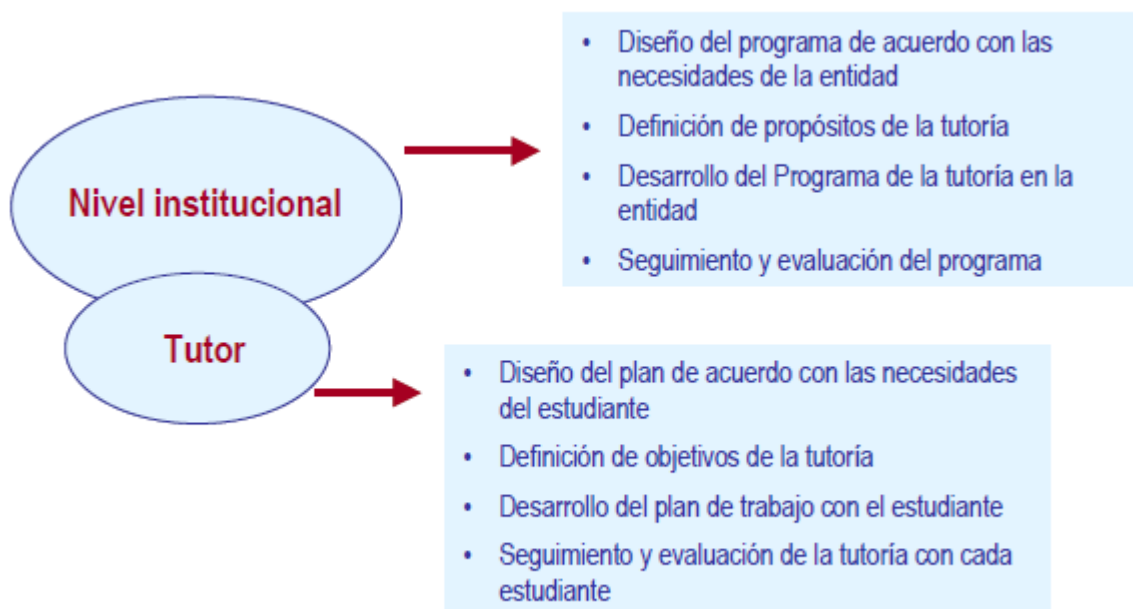 Nivel institucional
• Diseño del programa de acuerdo con las
necesidades de la entidad
• Definición de propósitos de la tutoría
• Desarrollo del Programa de la tutoría en la
entidad
• Seguimiento y evaluación del programa
Tutor
• Diseño del plan de acuerdo con las necesidades
del estudiante
• Definición de objetivos de la tutoría
• Desarrollo del plan de trabajo con el estudiante
• Seguimiento y evaluación de la tutoría con cada
estudiante